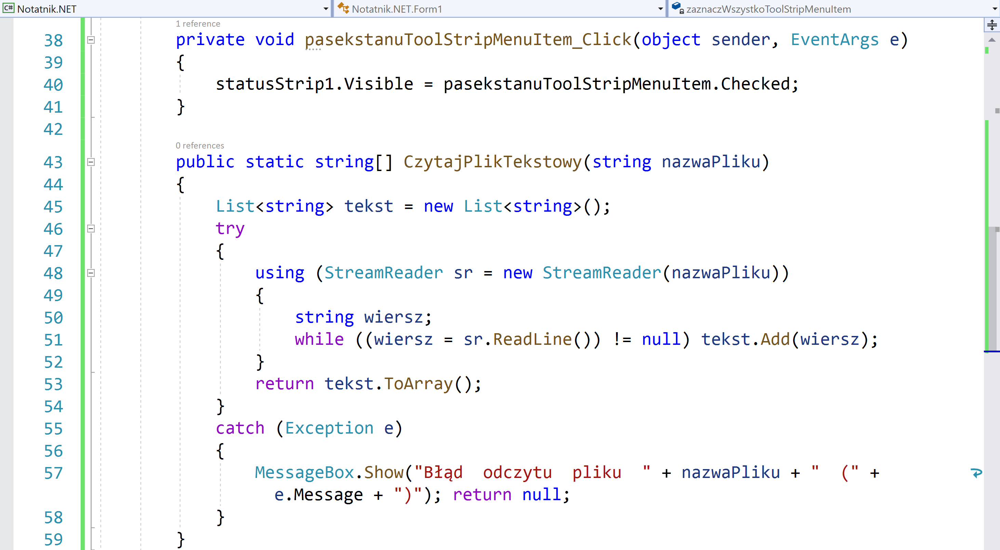 C# Notatnik.NET Notatnik.NET.Form1 zaznaczWszystkoToolStripMenuItem
1 reference
38 private void pasekstanuToolStripMenuItem_Click(object sender, EventArgs e)
39 {
40 statusStrip1.Visible = pasekstanuToolStripMenuItem.Checked;
41 }
42
0 references
43 public static string[] CzytajPlikTekstowy(string nazwaPliku)
44 {
45 List<string> tekst = new List<string>();
46 try
47 {
48 using (StreamReader sr = new StreamReader(nazwaPliku))
49 {
50 string wiersz;
51 while ((wiersz = sr.ReadLine()) != null) tekst.Add(wiersz);
52 }
53 return tekst.ToArray();
54 }
55 catch (Exception e)
56 {
57 MessageBox.Show("Błąd  odczytu  pliku  " + nazwaPliku + "  (" +
e.Message + ")"); return null;
58 }
59 }